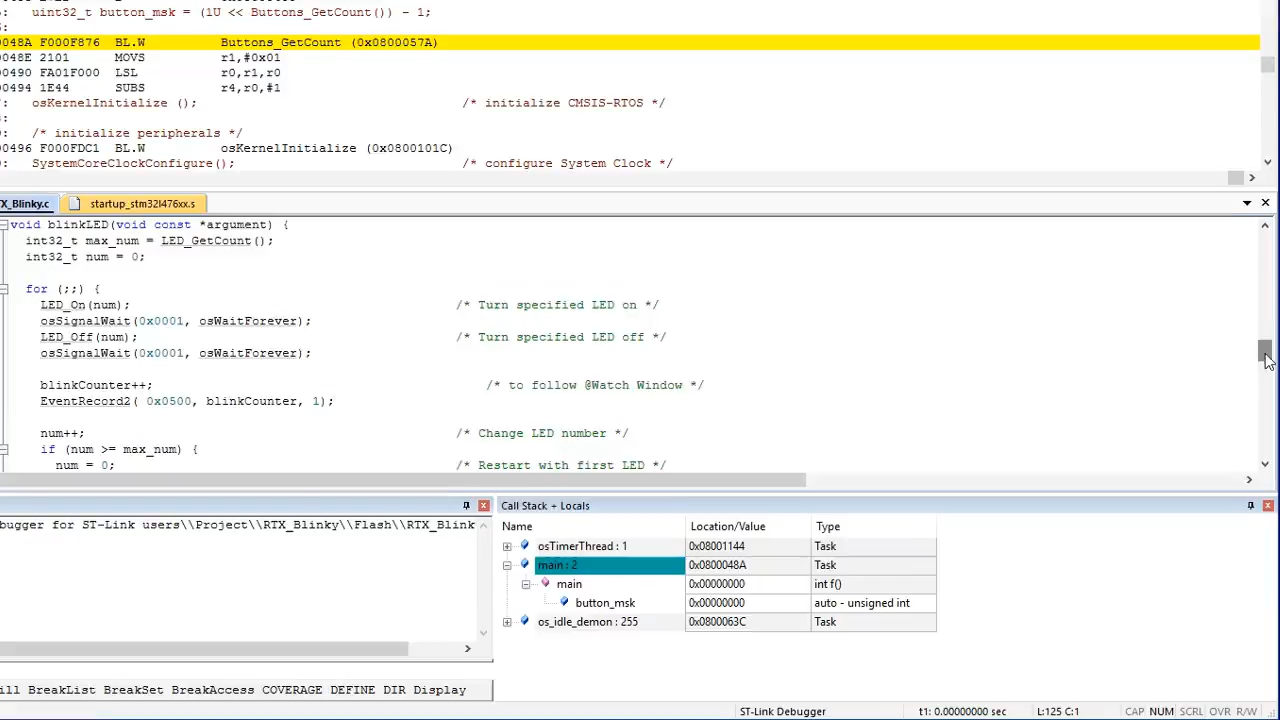 : uint32_t button_msk = (1U << Buttons_GetCount()) - 1;
:
0048A F000F876 BL.W Buttons_GetCount (0x0800057A)
0048E 2101 MOVS r1,#0x01
00490 FA01F000 LSL r0,r1,r0
00494 1E44 SUBS r4,r0,#1
: osKernelInitialize (); /* initialize CMSIS-RTOS */
:
: /* initialize peripherals */
00496 F000FDC1 BL.W osKernelInitialize (0x0800101C)
: SystemCoreClockConfigure(); /* configure System Clock */
TX_Blinky.c startup_stm32l476xx.s
void blinkLED(void const *argument) {
int32_t max_num = LED_GetCount();
int32_t num = 0;
for (;;) {
LED_On(num); /* Turn specified LED on */
osSignalWait(0x0001, osWaitForever);
LED_Off(num); /* Turn specified LED off */
osSignalWait(0x0001, osWaitForever);
blinkCounter++; /* to follow @Watch Window */
EventRecord2( 0x0500, blinkCounter, 1);
num++; /* Change LED number */
if (num >= max_num) {
num = 0; /* Restart with first LED */
bugger for ST-Link users\\Project\\RTX_Blinky\\Flash\\RTX_Blink
ill BreakList BreakSet BreakAccess COVERAGE DEFINE DIR Display
Call Stack + Locals
Name Location/Value Type
osTimerThread : 1 0x08001144 Task
main : 2 0x0800048A Task
main 0x00000000 int f()
button_msk 0x00000000 auto - unsigned int
os_idle_demon : 255 0x0800063C Task
ST-Link Debugger t1: 0.00000000 sec L:125 C:1 CAP NUM SCRL OVR R/W